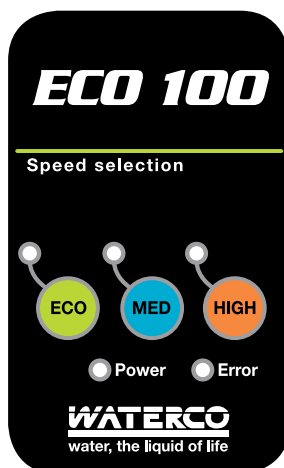 ECO 100
Speed selection
ECO MED HIGH
Power Error
WATERCO
water, the liquid of life